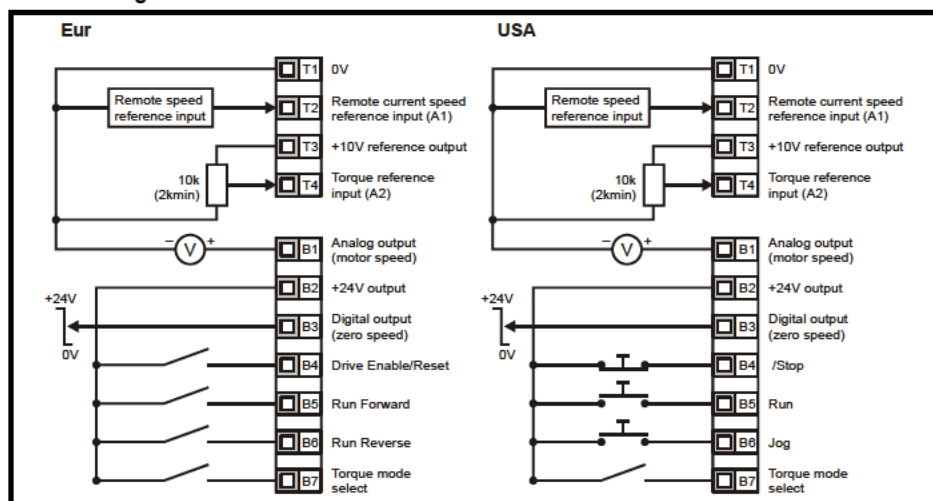 Eur
T1 0V
Remote speed
reference input
T2 Remote current speed
reference input (A1)
T3 +10V reference output
10k
(2kmin)
T4 Torque reference
input (A2)
− V +
B1 Analog output
(motor speed)
B2 +24V output
+24V
0V
B3 Digital output
(zero speed)
B4 Drive Enable/Reset
B5 Run Forward
B6 Run Reverse
B7 Torque mode
select
USA
T1 0V
Remote speed
reference input
T2 Remote current speed
reference input (A1)
T3 +10V reference output
10k
(2kmin)
T4 Torque reference
input (A2)
− V +
B1 Analog output
(motor speed)
B2 +24V output
+24V
0V
B3 Digital output
(zero speed)
B4 /Stop
B5 Run
B6 Jog
B7 Torque mode
select